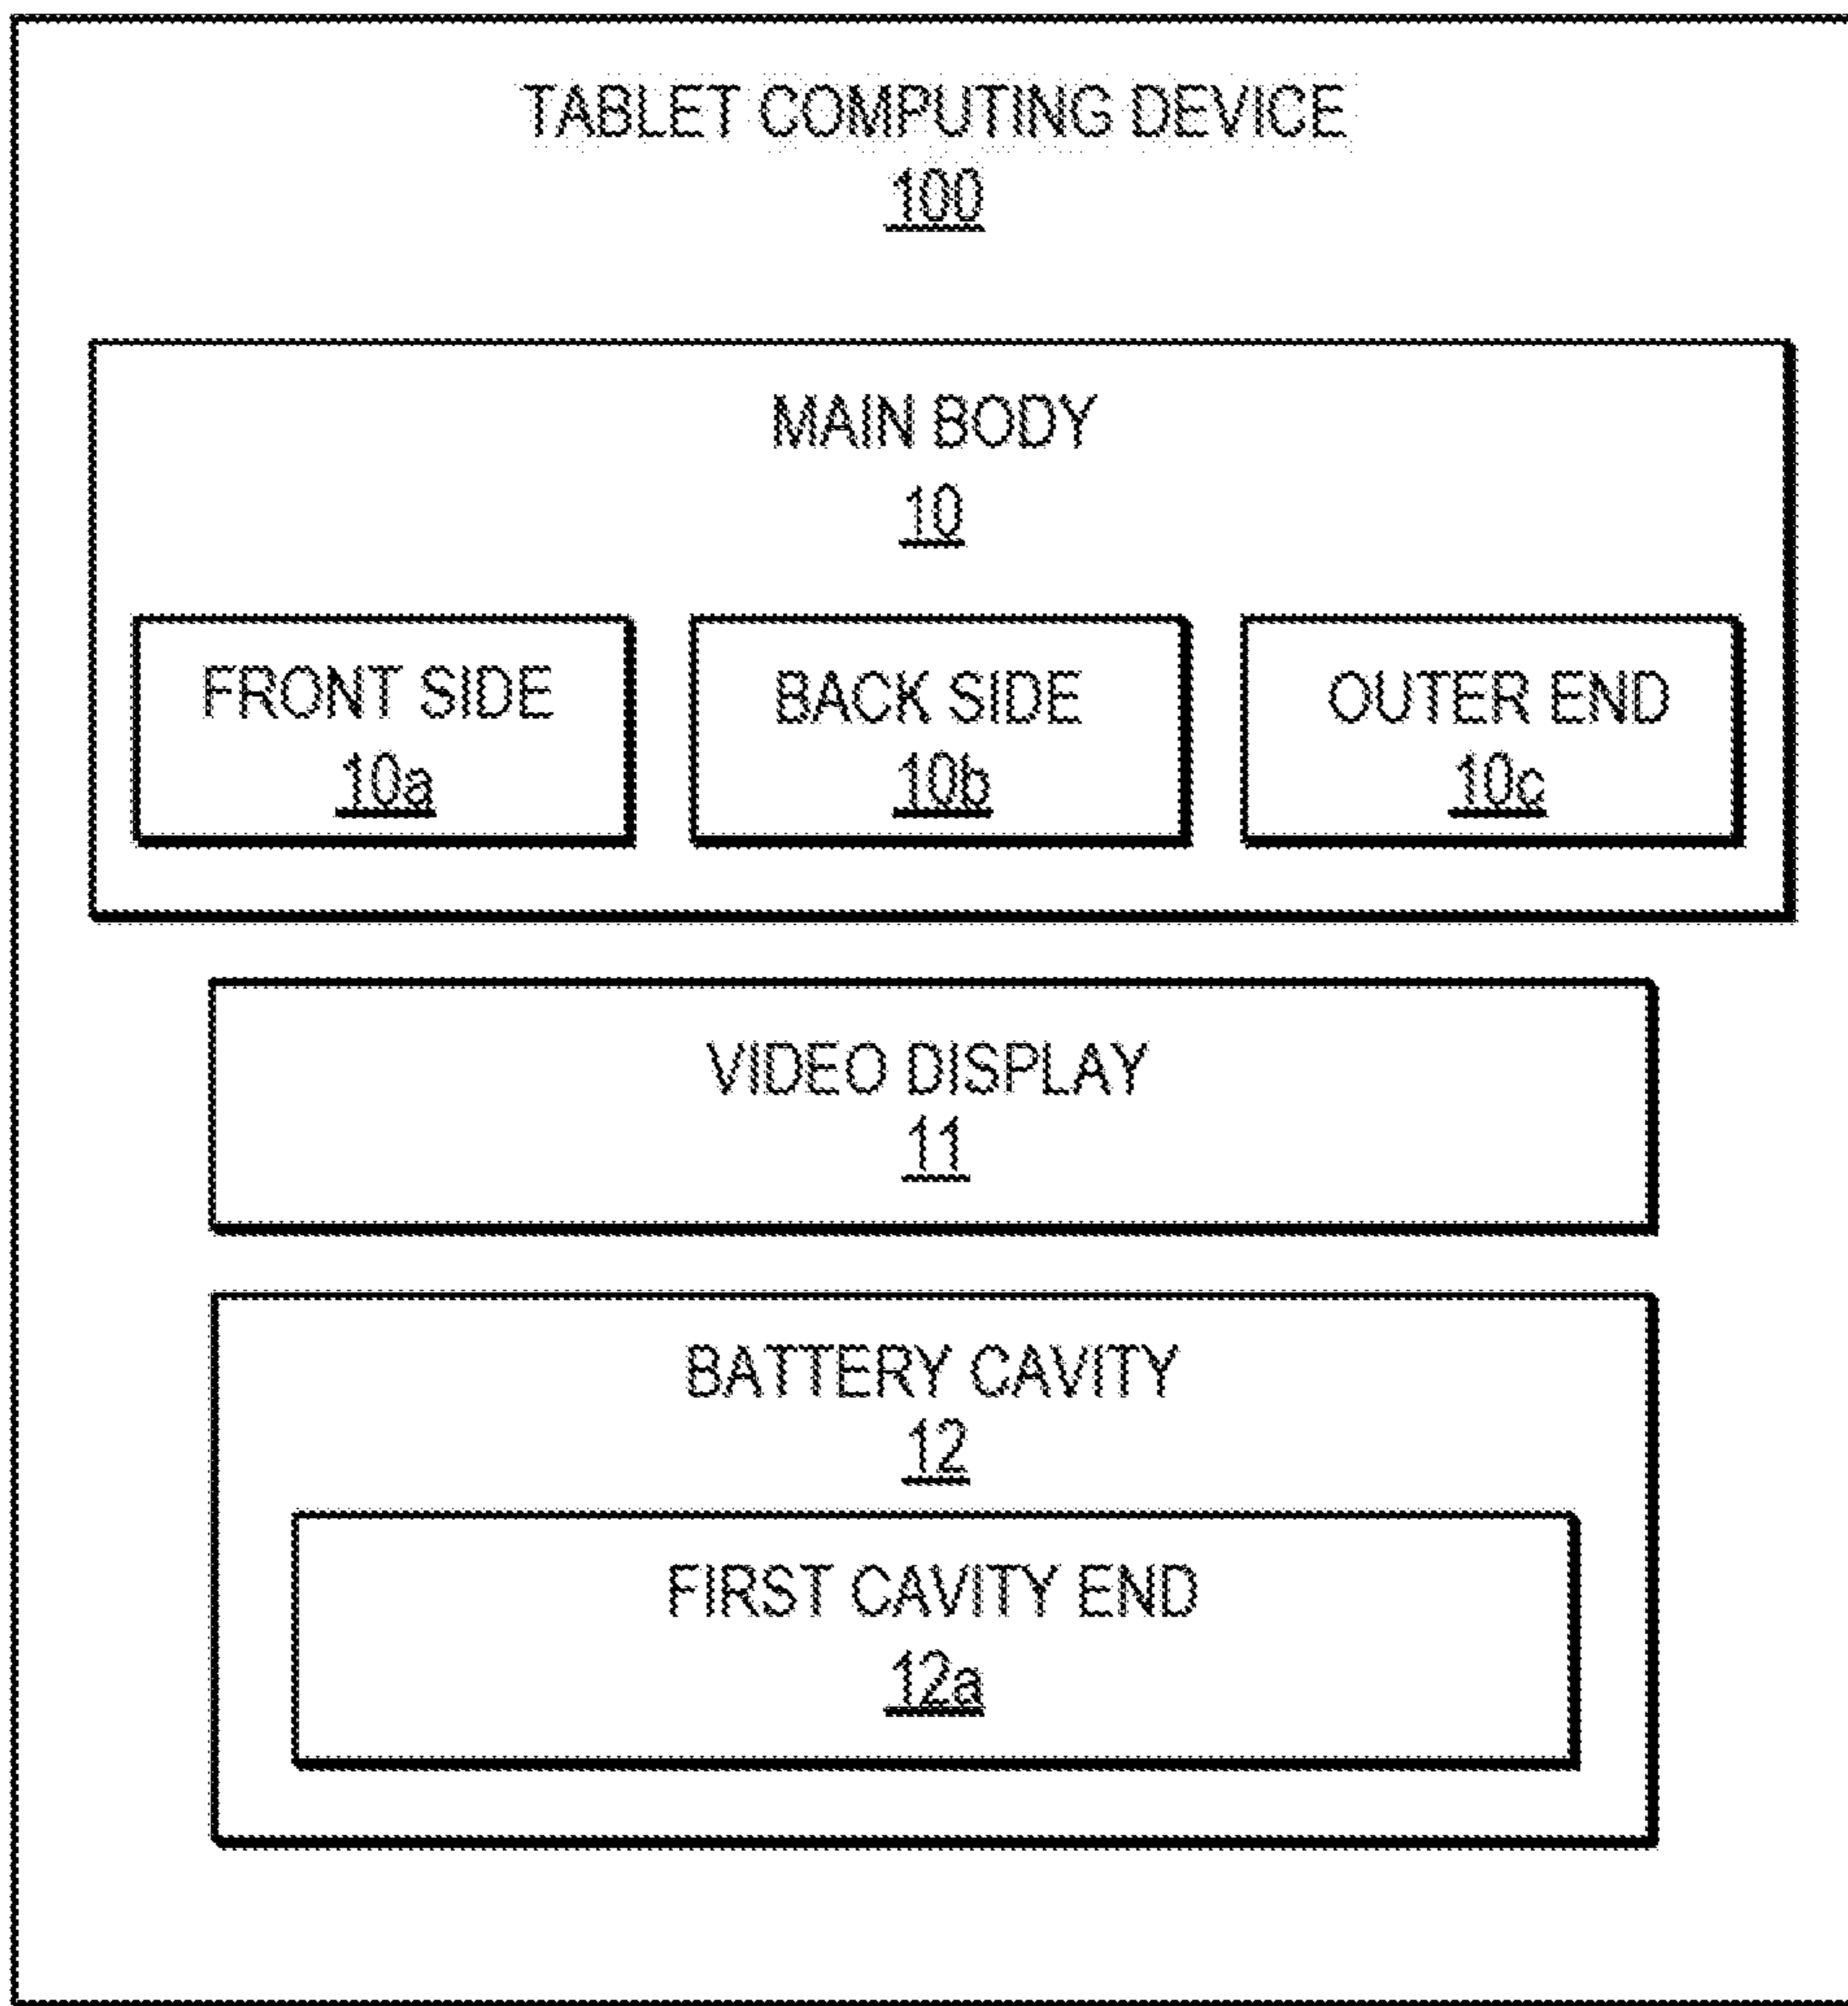 TABLET COMPUTING DEVICE
100
MAIN BODY
10
FRONT SIDE
10a
BACK SIDE
10b
OUTER END
10c
VIDEO DISPLAY
11
BATTERY CAVITY
12
FIRST CAVITY END
12a